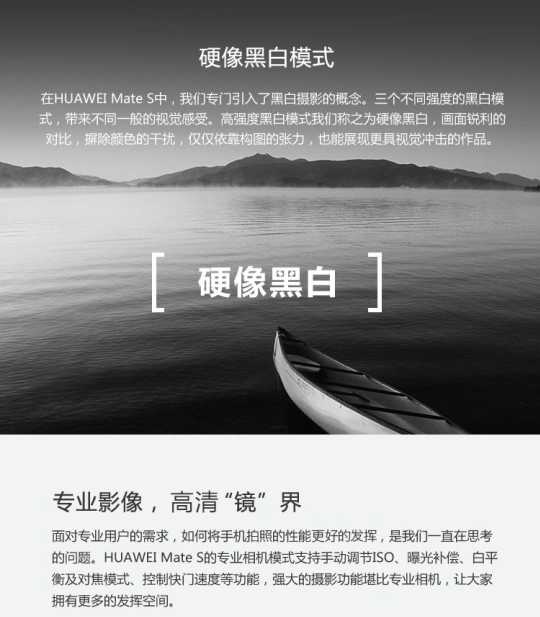 硬像黑白模式
在HUAWEI Mate S中，我们专门引入了黑白摄影的概念。三个不同强度的黑白模
式，带来不同一般的视觉感受。高强度黑白模式我们称之为硬像黑白，画面锐利的
对比，摒除颜色的干扰，仅仅依靠构图的张力，也能展现更具视觉冲击的作品。
[ 硬像黑白 ]
专业影像，高清“镜”界
面对专业用户的需求，如何将手机拍照的性能更好的发挥，是我们一直在思考
的问题。HUAWEI Mate S的专业相机模式支持手动调节ISO、曝光补偿、白平
衡及对焦模式、控制快门速度等功能，强大的摄影功能堪比专业相机，让大家
拥有更多的发挥空间。